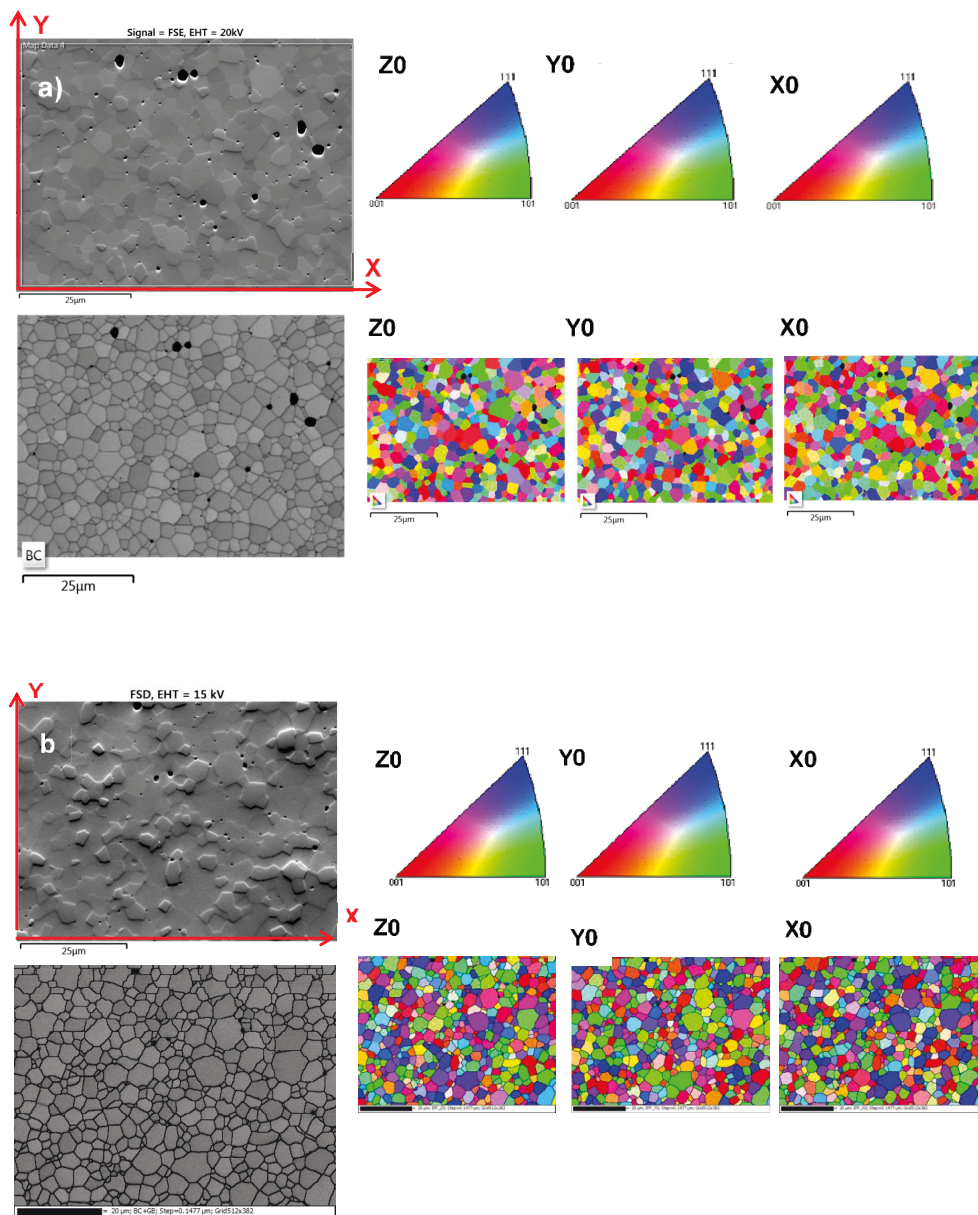 Y
Signal = FSE, EHT = 20kV
Map Data 4
a)
X
25µm
Z0
Y0
X0
111
111
111
001
101
001
101
001
101
BC
25µm
Z0
Y0
X0
25µm
25µm
25µm
Y
FSD, EHT = 15 kV
b
X
25µm
Z0
Y0
X0
111
111
111
001
101
001
101
001
101
Z0
Y0
X0
= 20 µm; BC+GB; Step=0.1477 µm; Grid512x382